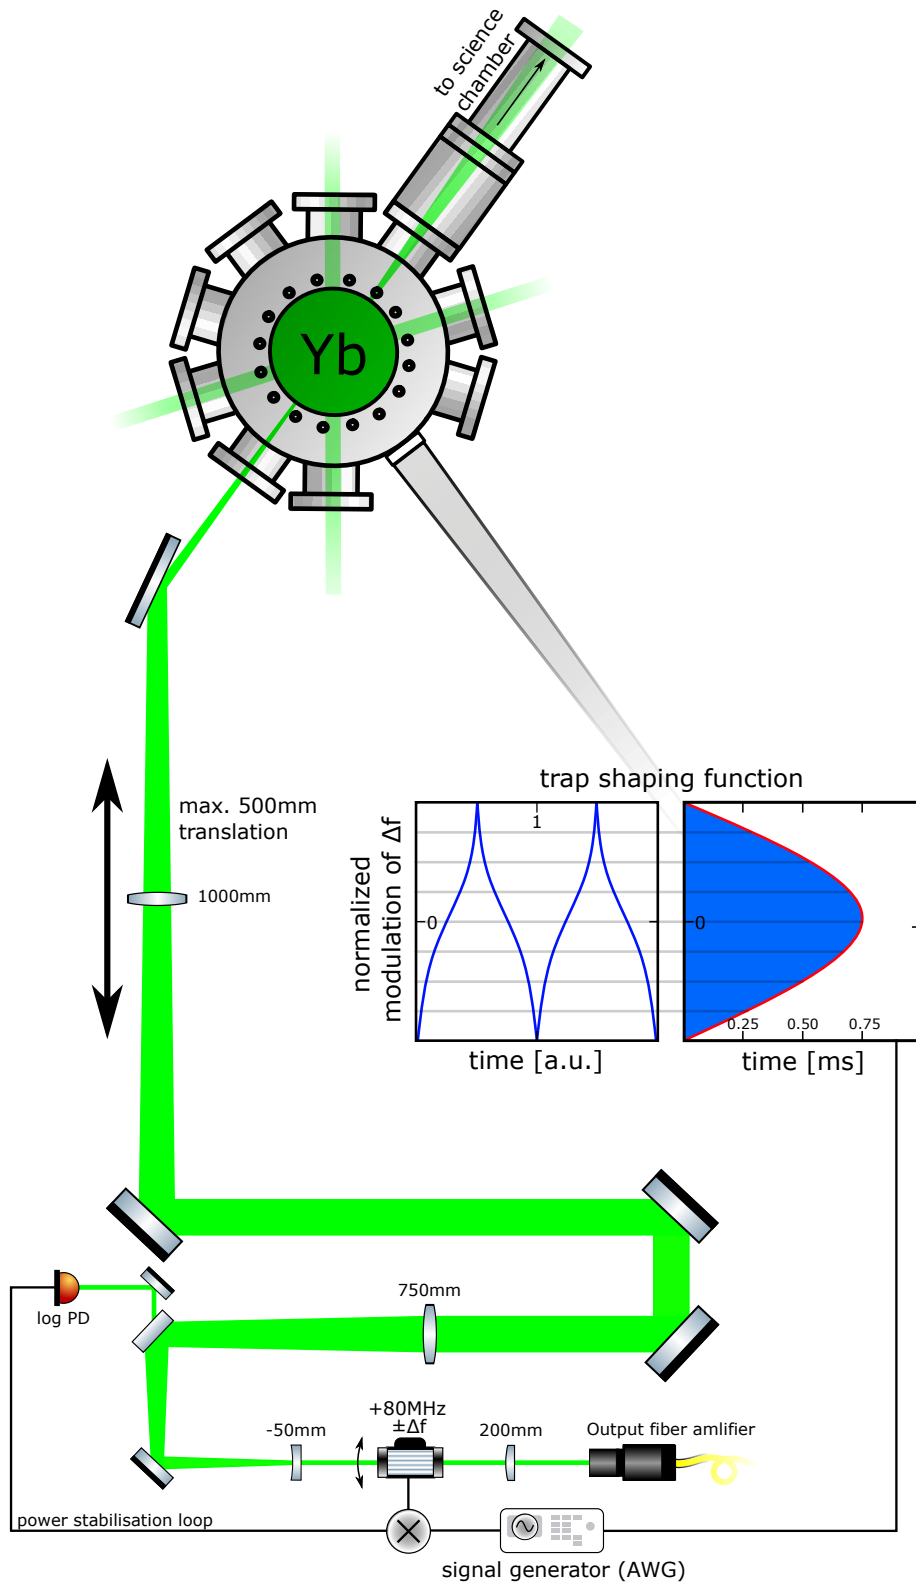 to science
chamber
Yb
max. 500mm
translation
1000mm
trap shaping function
normalized
modulation of Δf
1
0
0
0.25 0.50 0.75
time [a.u.]
time [ms]
750mm
log PD
+80MHz
±Δf
-50mm
200mm
Output fiber amlifier
power stabilisation loop
signal generator (AWG)